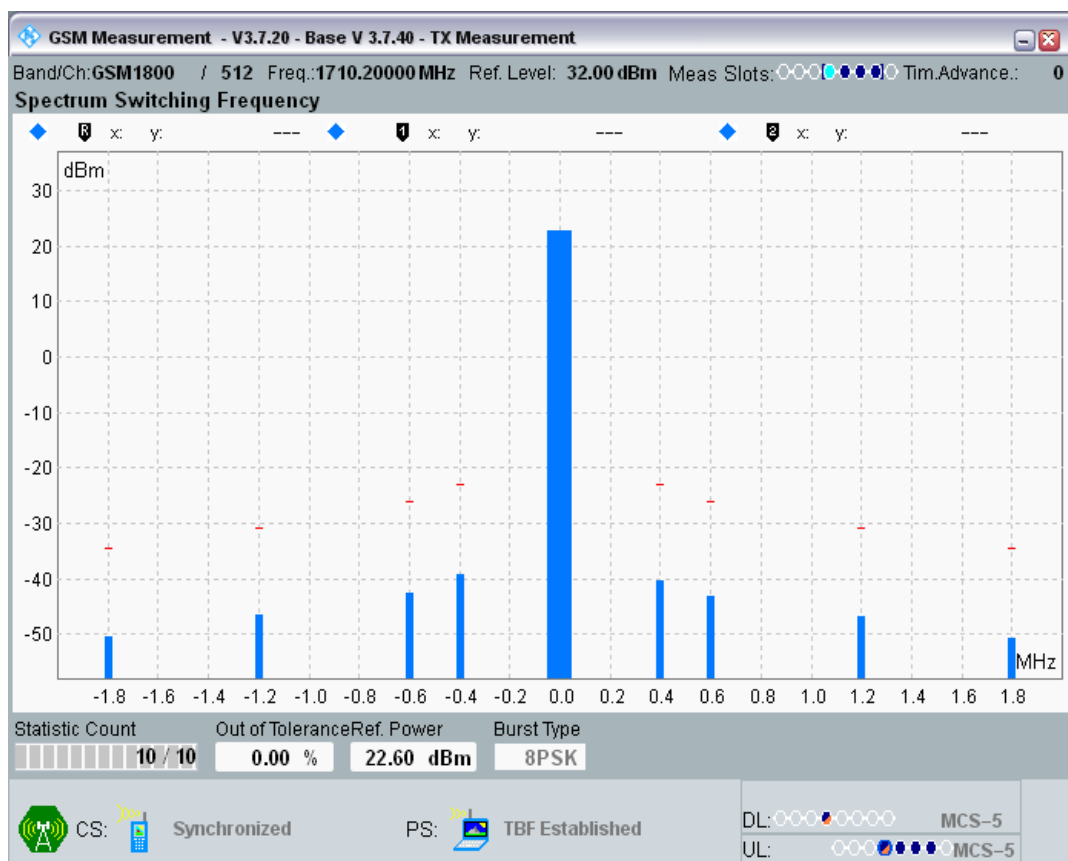 GSM Measurement - V3.7.20 - Base V 3.7.40 - TX Measurement
Band/Ch:GSM1800 / 512 Freq.:1710.20000 MHz Ref. Level: 32.00 dBm Meas Slots: Tim.Advance.: 0
Spectrum Switching Frequency
R x: y: --- 1 x: y: --- 2 x: y: ---
dBm
30
20
10
0
-10
-20
-30
-40
-50
MHz
-1.8 -1.6 -1.4 -1.2 -1.0 -0.8 -0.6 -0.4 -0.2 0.0 0.2 0.4 0.6 0.8 1.0 1.2 1.4 1.6 1.8
Statistic Count Out of Tolerance Ref. Power Burst Type
10 / 10 0.00 % 22.60 dBm 8PSK
CS: Synchronized PS: TBF Established
DL: MCS-5
UL: MCS-5